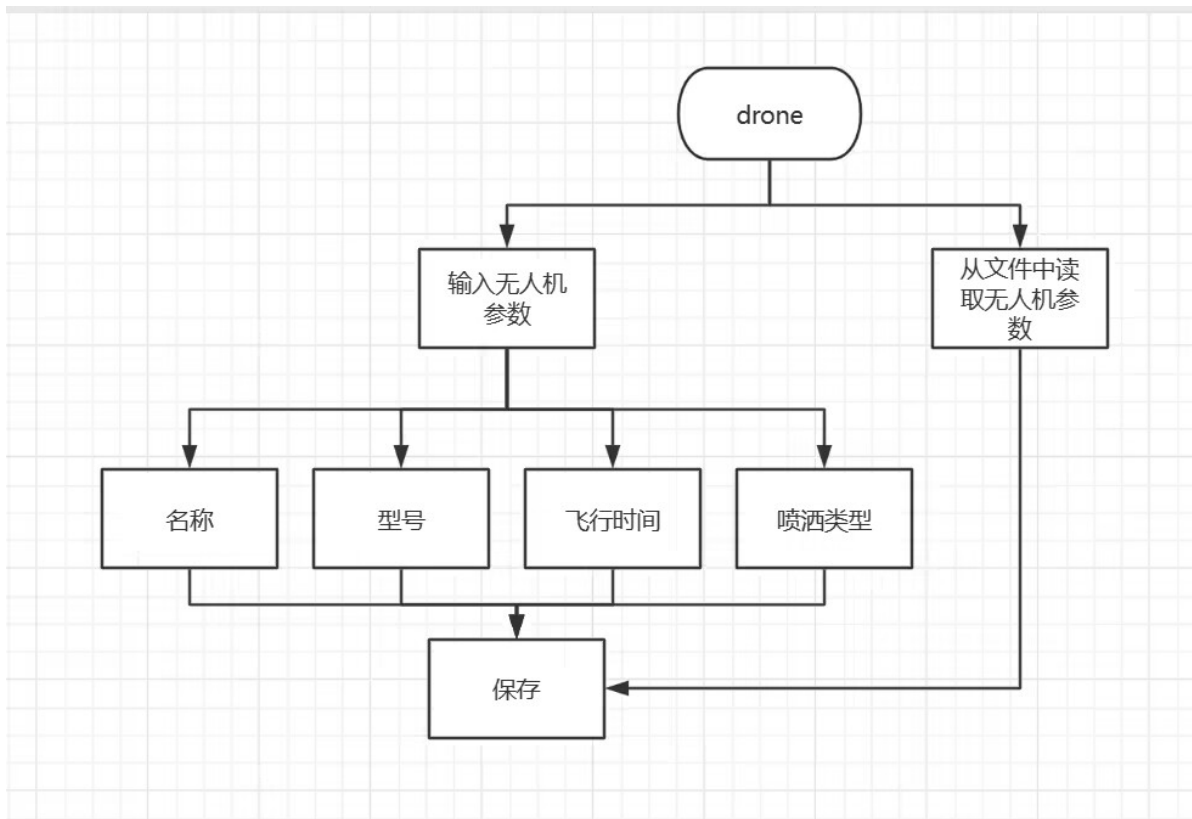 drone
输入无人机
参数
从文件中读
取无人机参
数
名称
型号
飞行时间
喷洒类型
保存